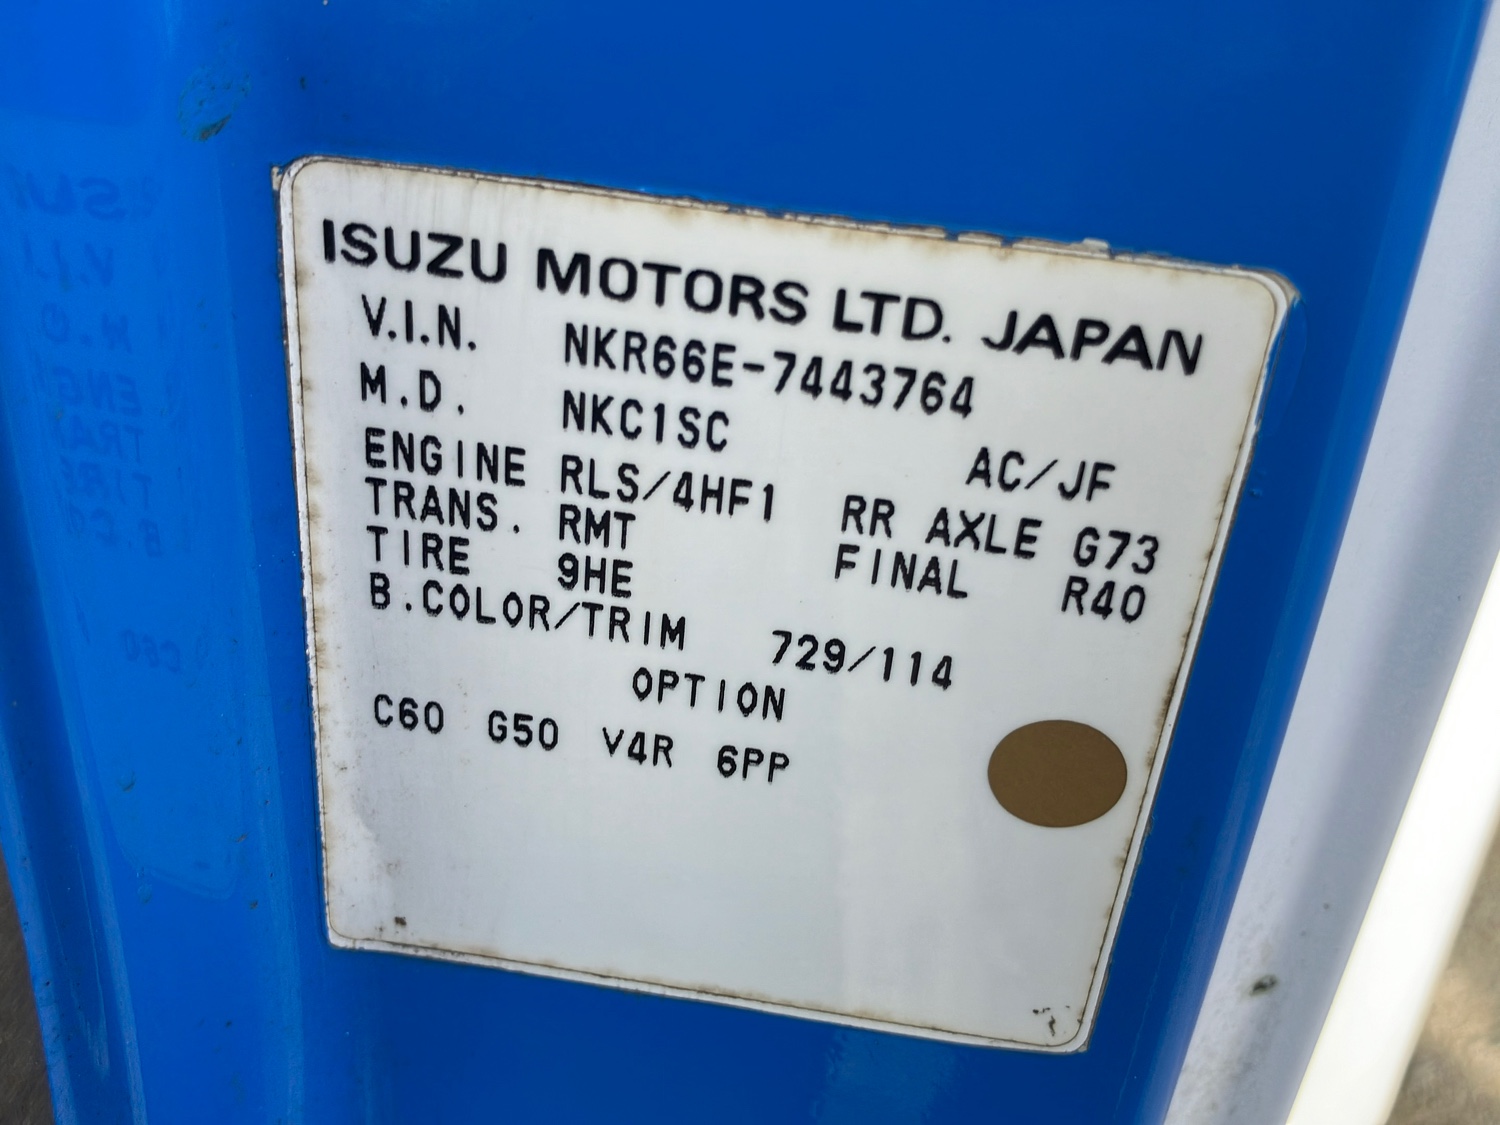 ISUZU MOTORS LTD. JAPAN
V.I.N. NKR66E-7443764
M.D. NKC1SC AC/JF
ENGINE RLS/4HF1 RR AXLE G73
TRANS. RMT FINAL R40
TIRE 9HE
B.COLOR/TRIM 729/114
OPTION
C60 G50 V4R 6PP